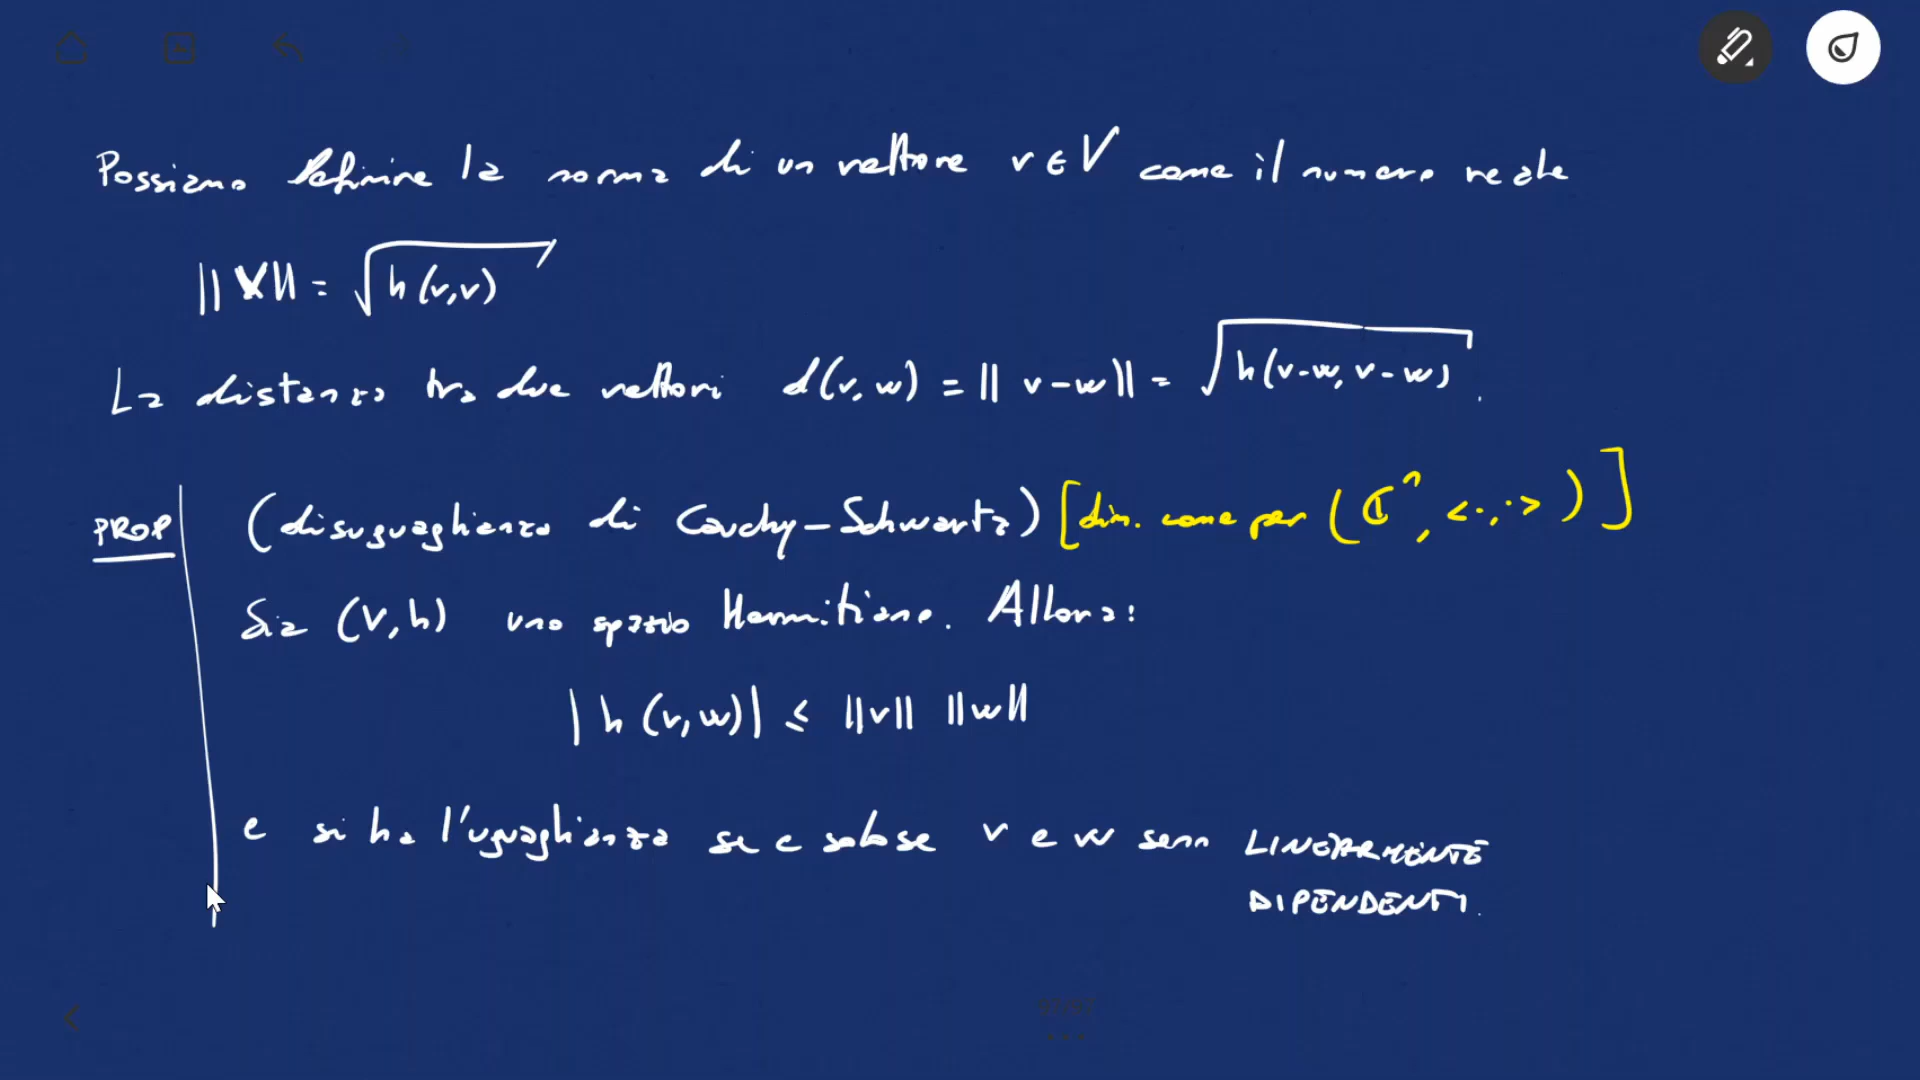 Possiamo definire la norma di un vettore v ∈ V come il numero reale
||v|| = √h(v,v)
La distanza tra due vettori d(v,w) = || v-w|| = √h(v-w, v-w) .
PROP (disuguaglianza di Cauchy-Schwartz) [dim. come per (ℂⁿ, <·,·>)]
Sia (V,h) uno spazio Hermitiano. Allora:
| h (v,w)| ≤ ||v|| ||w||
e si ha l'uguaglianza se e solo se v e w sono LINEARMENTE
DIPENDENTI.